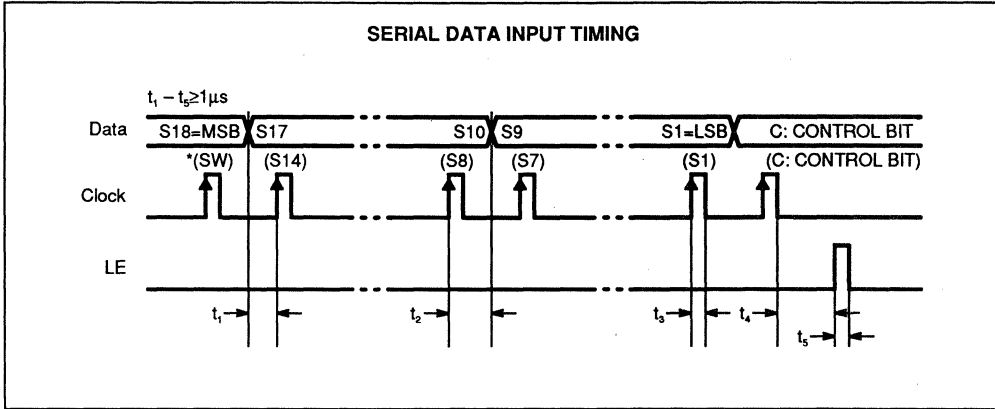 SERIAL DATA INPUT TIMING
t₁ – t₅≥1μs
Data S18=MSB S17 S10 S9 S1=LSB C: CONTROL BIT
*(SW) (S14) (S8) (S7) (S1) (C: CONTROL BIT)
Clock
LE
t₁ t₂ t₃ t₄
t₅